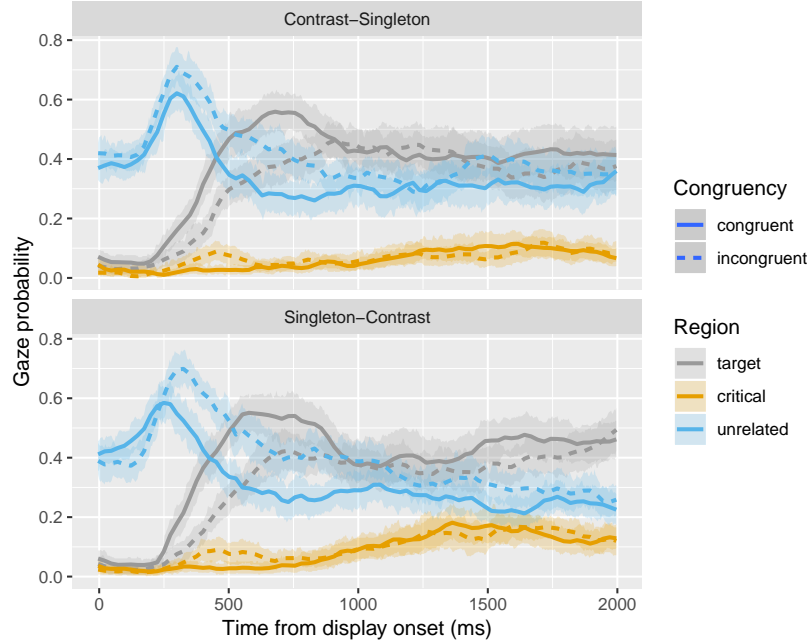 Contrast−Singleton
0.8
0.6
0.4
0.2
0.0
Singleton−Contrast
0.8
0.6
0.4
0.2
0.0
Gaze probability
0
500
1000
1500
2000
Time from display onset (ms)
Congruency
congruent
incongruent
Region
target
critical
unrelated